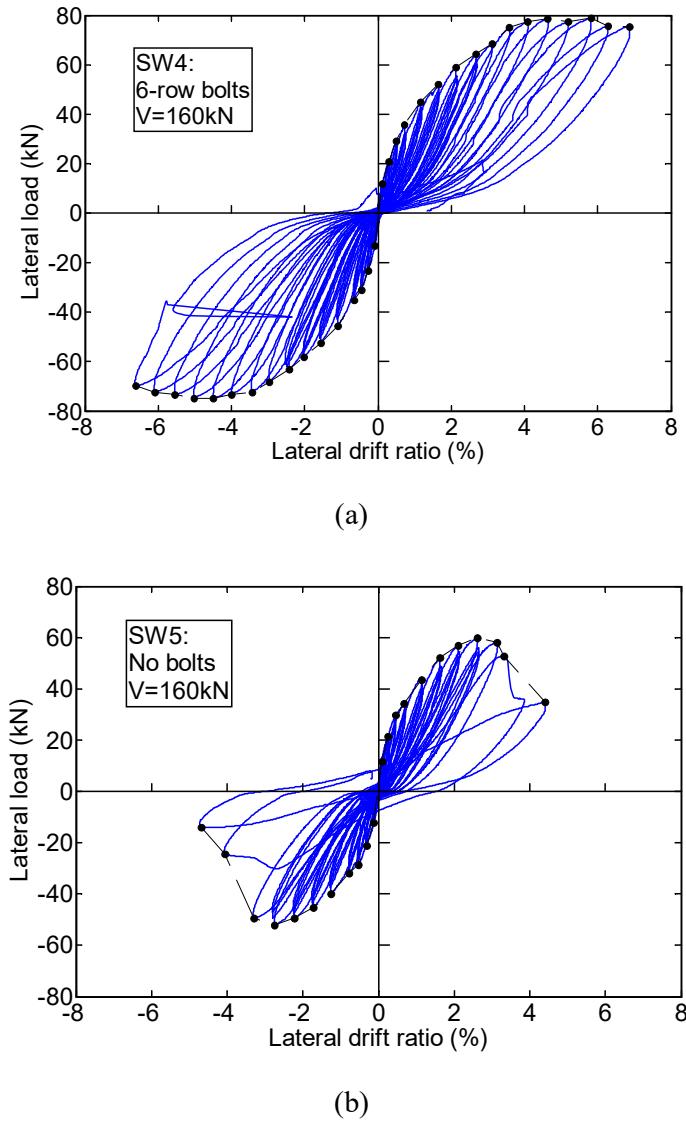 80
60
40
20
0
-20
-40
-60
-80
Lateral load (kN)
SW4:
6-row bolts
V=160kN
-8 -6 -4 -2 0 2 4 6 8
Lateral drift ratio (%)
(a)
80
60
40
20
0
-20
-40
-60
-80
Lateral load (kN)
SW5:
No bolts
V=160kN
-8 -6 -4 -2 0 2 4 6 8
Lateral drift ratio (%)
(b)